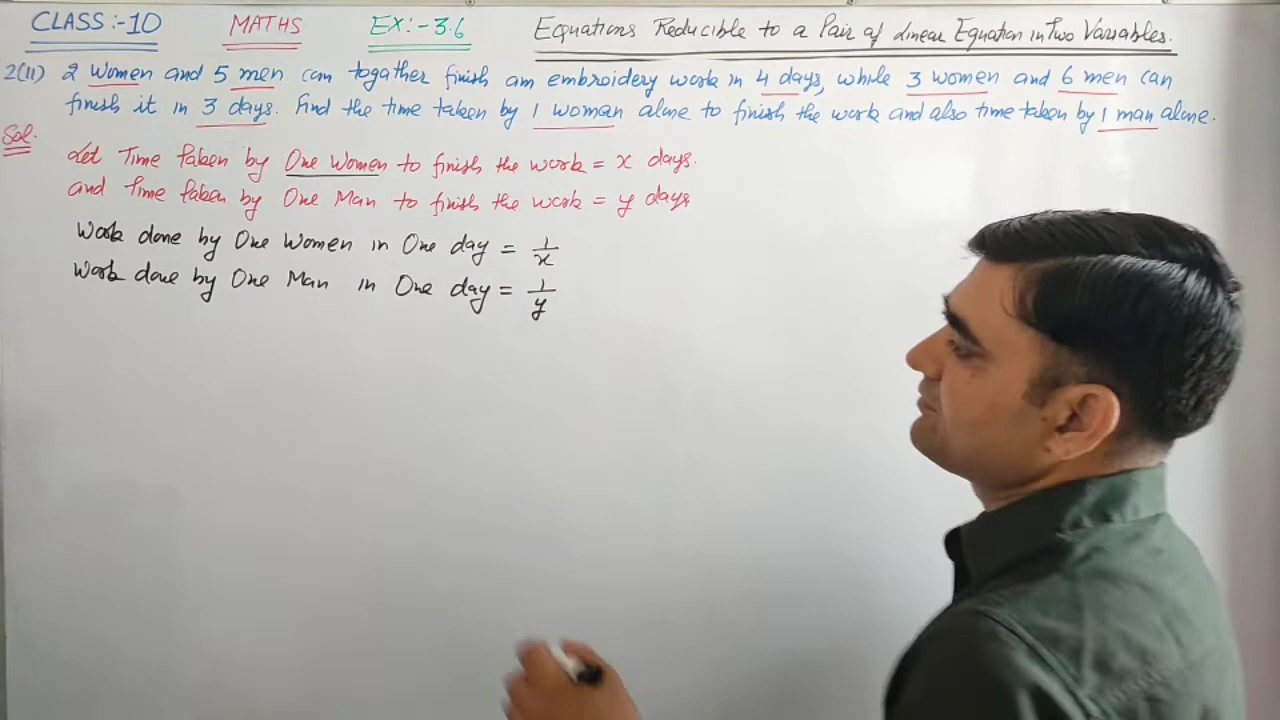 CLASS:-10 MATHS EX:-3.6 Equations Reducible to a Pair of Linear Equation in Two Variables.
2(II) 2 Women and 5 men can togather finish am embroidery work in 4 days, while 3 women and 6 men can
finish it in 3 days. Find the time taken by 1 woman alone to finish the work and also time taken by 1 man alone.
Sol.
Let Time taken by One Women to finish the work = x days.
and Time taken by One Man to finish the work = y days
Work done by One Women in One day = 1/x
Work done by One Man in One day = 1/y